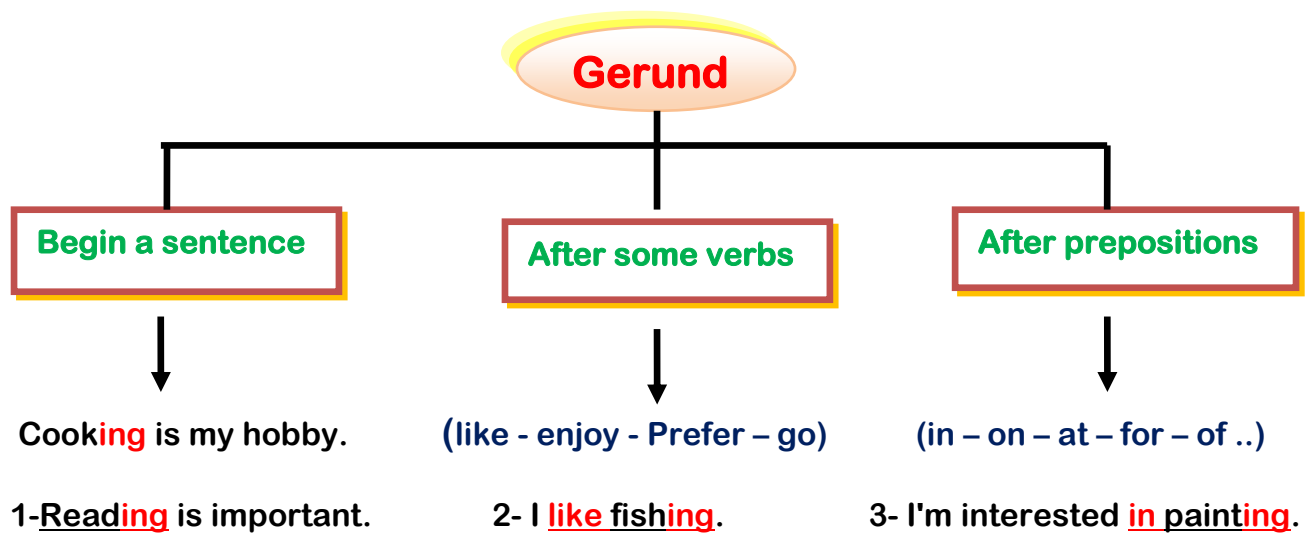 Gerund
Begin a sentence
After some verbs
After prepositions
Cooking is my hobby.
(like - enjoy - Prefer – go)
(in – on – at – for – of ..)
1-Reading is important.
2- I like fishing.
3- I'm interested in painting.